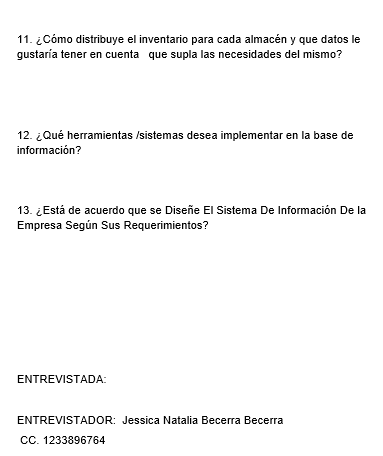 11. ¿Cómo distribuye el inventario para cada almacén y que datos le
gustaría tener en cuenta   que supla las necesidades del mismo?
12. ¿Qué herramientas /sistemas desea implementar en la base de
información?
13. ¿Está de acuerdo que se Diseñe El Sistema De Información De la
Empresa Según Sus Requerimientos?
ENTREVISTADA:
ENTREVISTADOR:  Jessica Natalia Becerra Becerra
CC. 1233896764